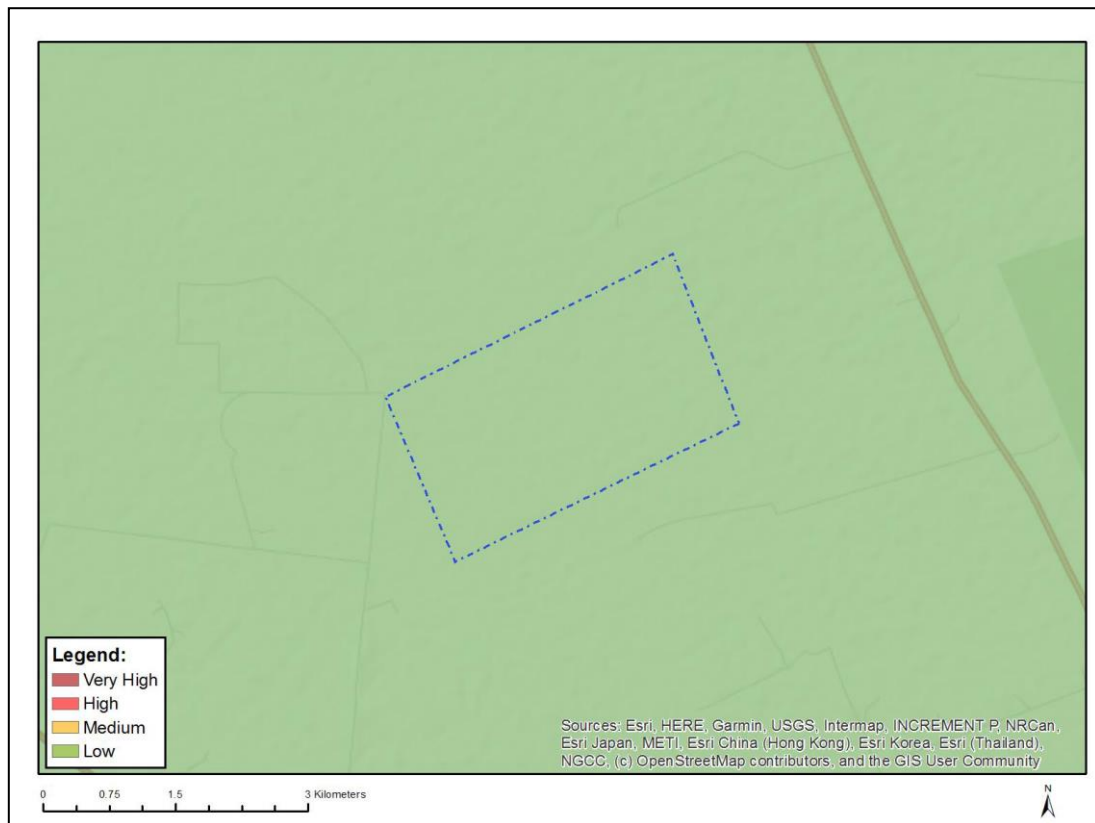 Legend:
Very High
High
Medium
Low
Sources: Esri, HERE, Garmin, USGS, Intermap, INCREMENT P, NRCan,
Esri Japan, METI, Esri China (Hong Kong), Esri Korea, Esri (Thailand),
NGCC, (c) OpenStreetMap contributors, and the GIS User Community
0 0.75 1.5 3 Kilometers
N